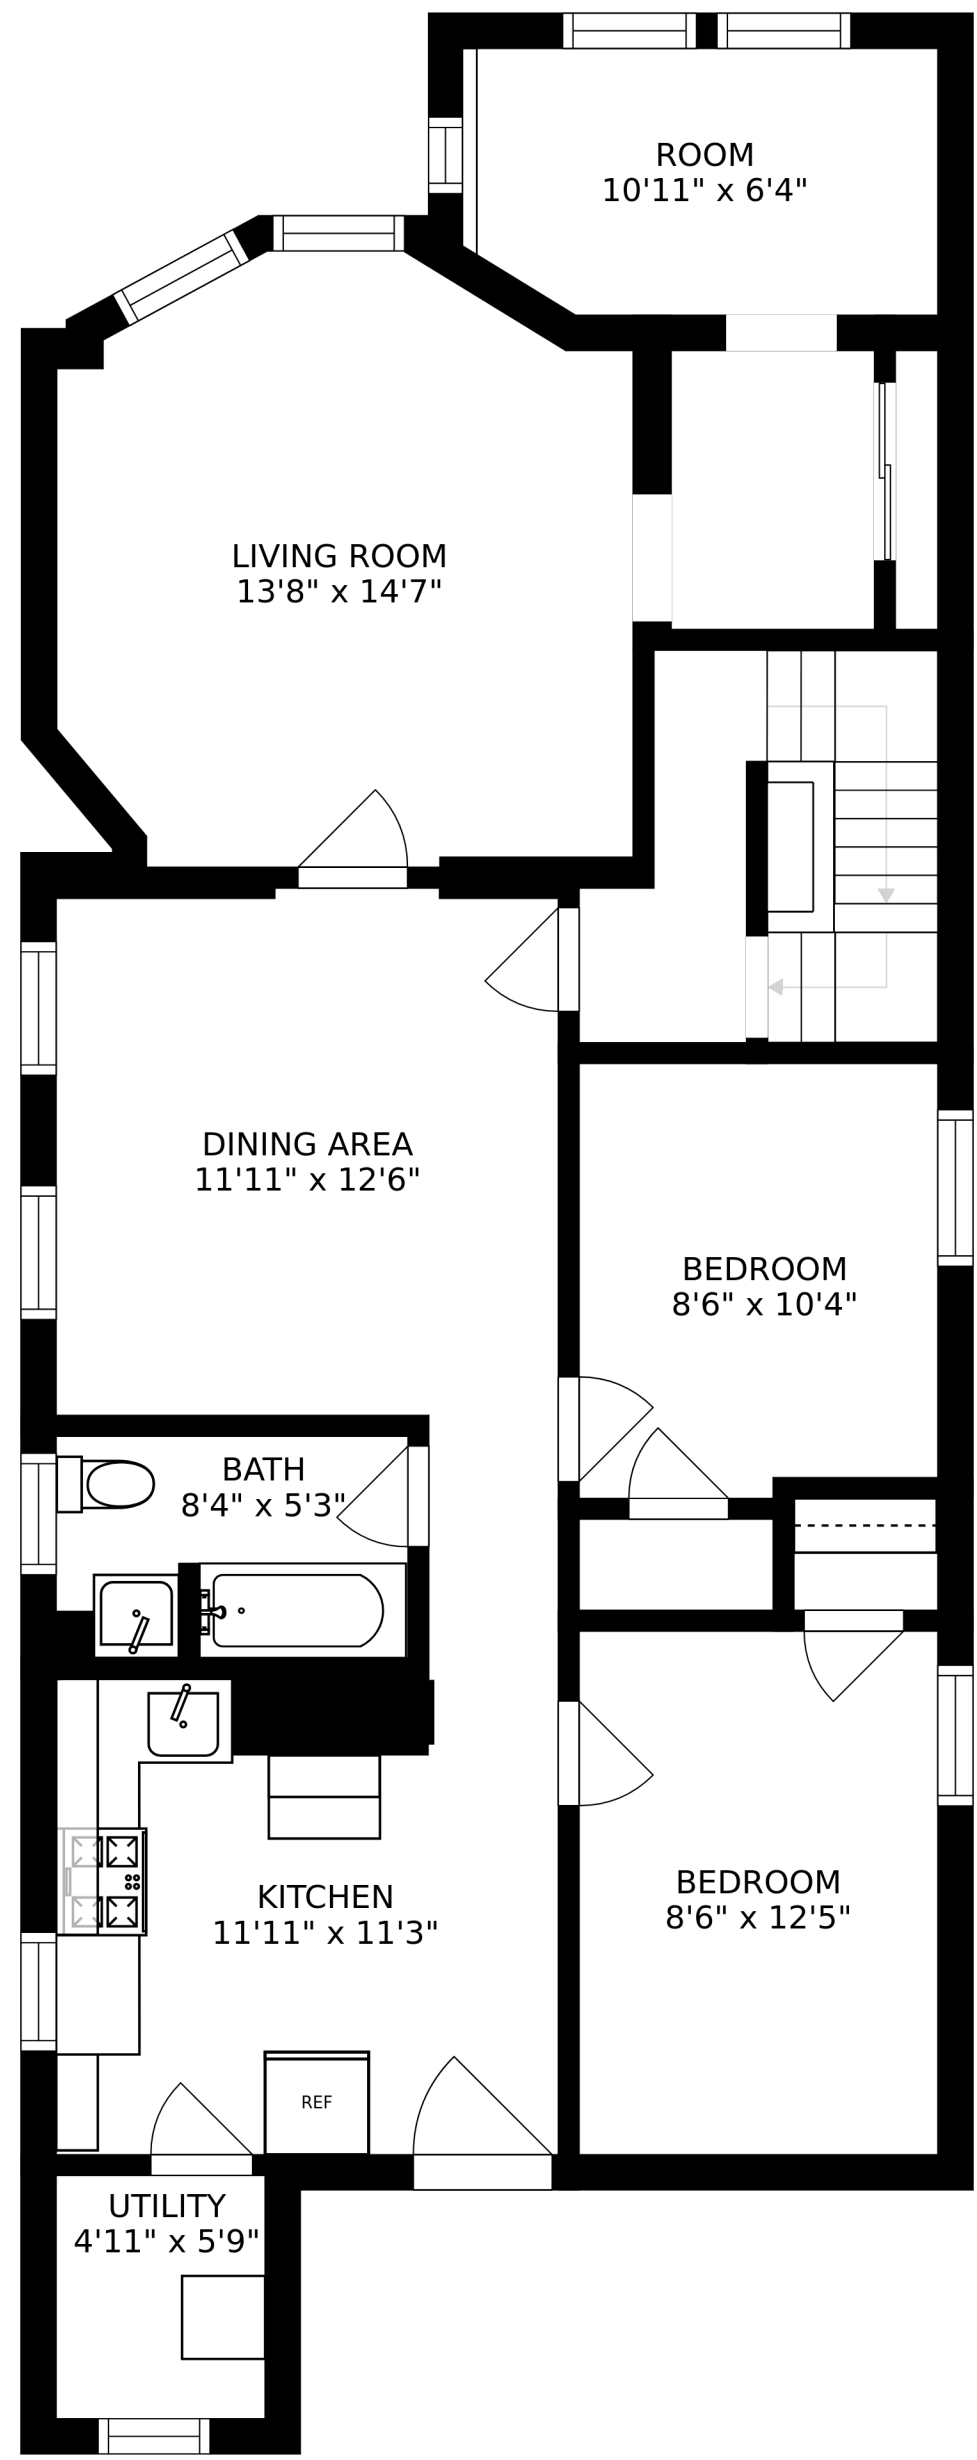 ROOM
10'11" x 6'4"
LIVING ROOM
13'8" x 14'7"
DINING AREA
11'11" x 12'6"
BEDROOM
8'6" x 10'4"
BATH
8'4" x 5'3"
KITCHEN
11'11" x 11'3"
BEDROOM
8'6" x 12'5"
REF
UTILITY
4'11" x 5'9"